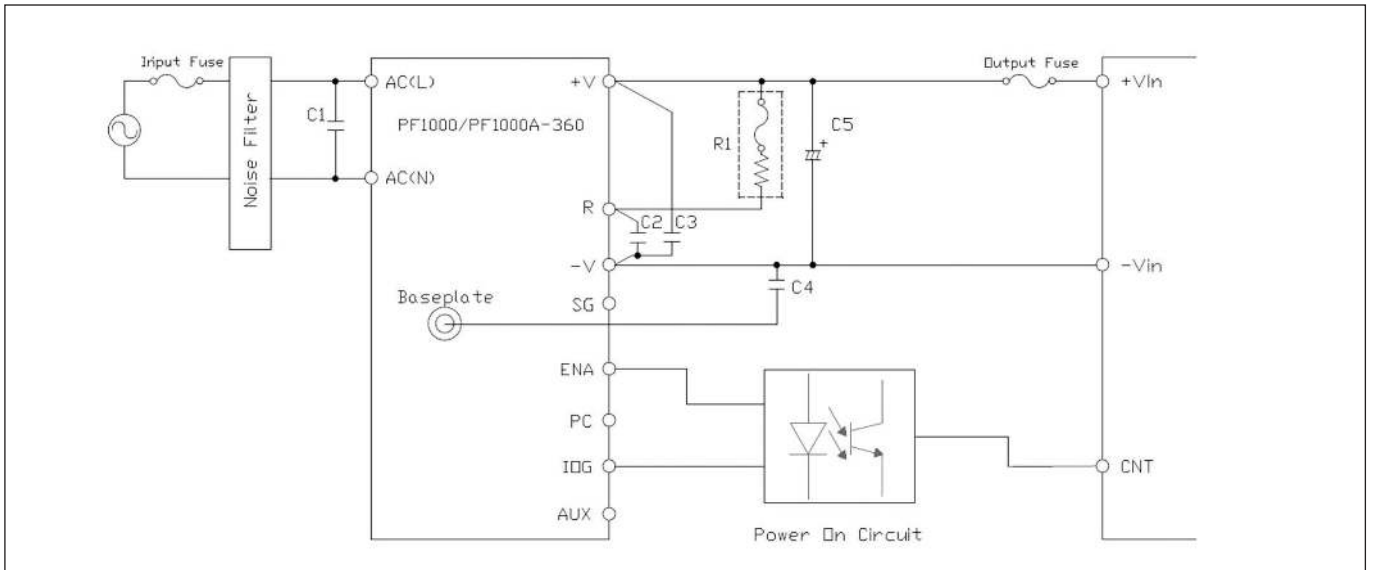 Input Fuse
Noise Filter
C1
AC(L)
AC(N)
PF1000/PF1000A-360
Baseplate
+V
R
-V
SG
ENA
PC
IOG
AUX
C2
C3
R1
C5
+
C4
Output Fuse
+VIn
-Vin
CNT
Power On Circuit